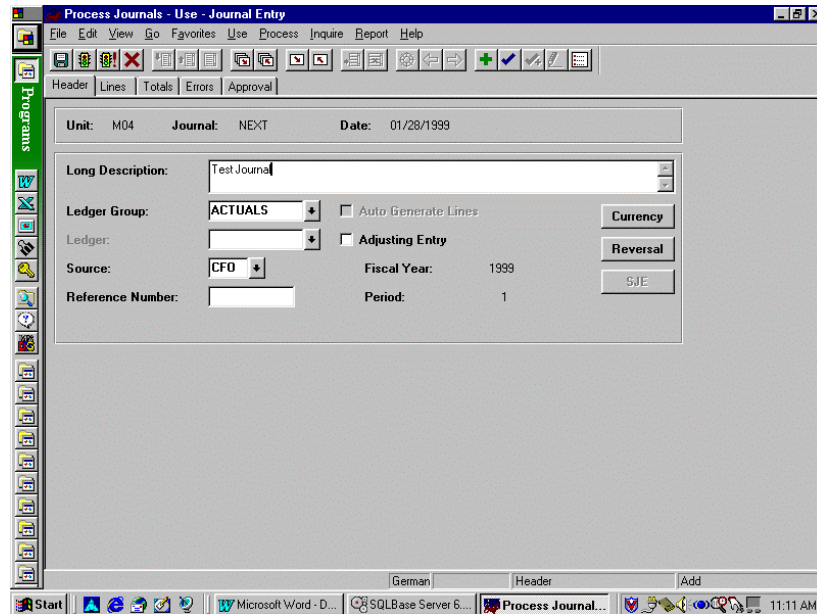 Process Journals - Use - Journal Entry
File Edit View Go Favorites Use Process Inquire Report Help
Header Lines Totals Errors Approval
Programs
Unit: M04 Journal: NEXT Date: 01/28/1999
Long Description: Test Journal
Ledger Group: ACTUALS Auto Generate Lines Currency
Ledger: Adjusting Entry Reversal
Source: CFO Fiscal Year: 1999 SJE
Reference Number: Period: 1
German Header Add
Start Microsoft Word - D... SQLBase Server 6.... Process Journal... 11:11 AM